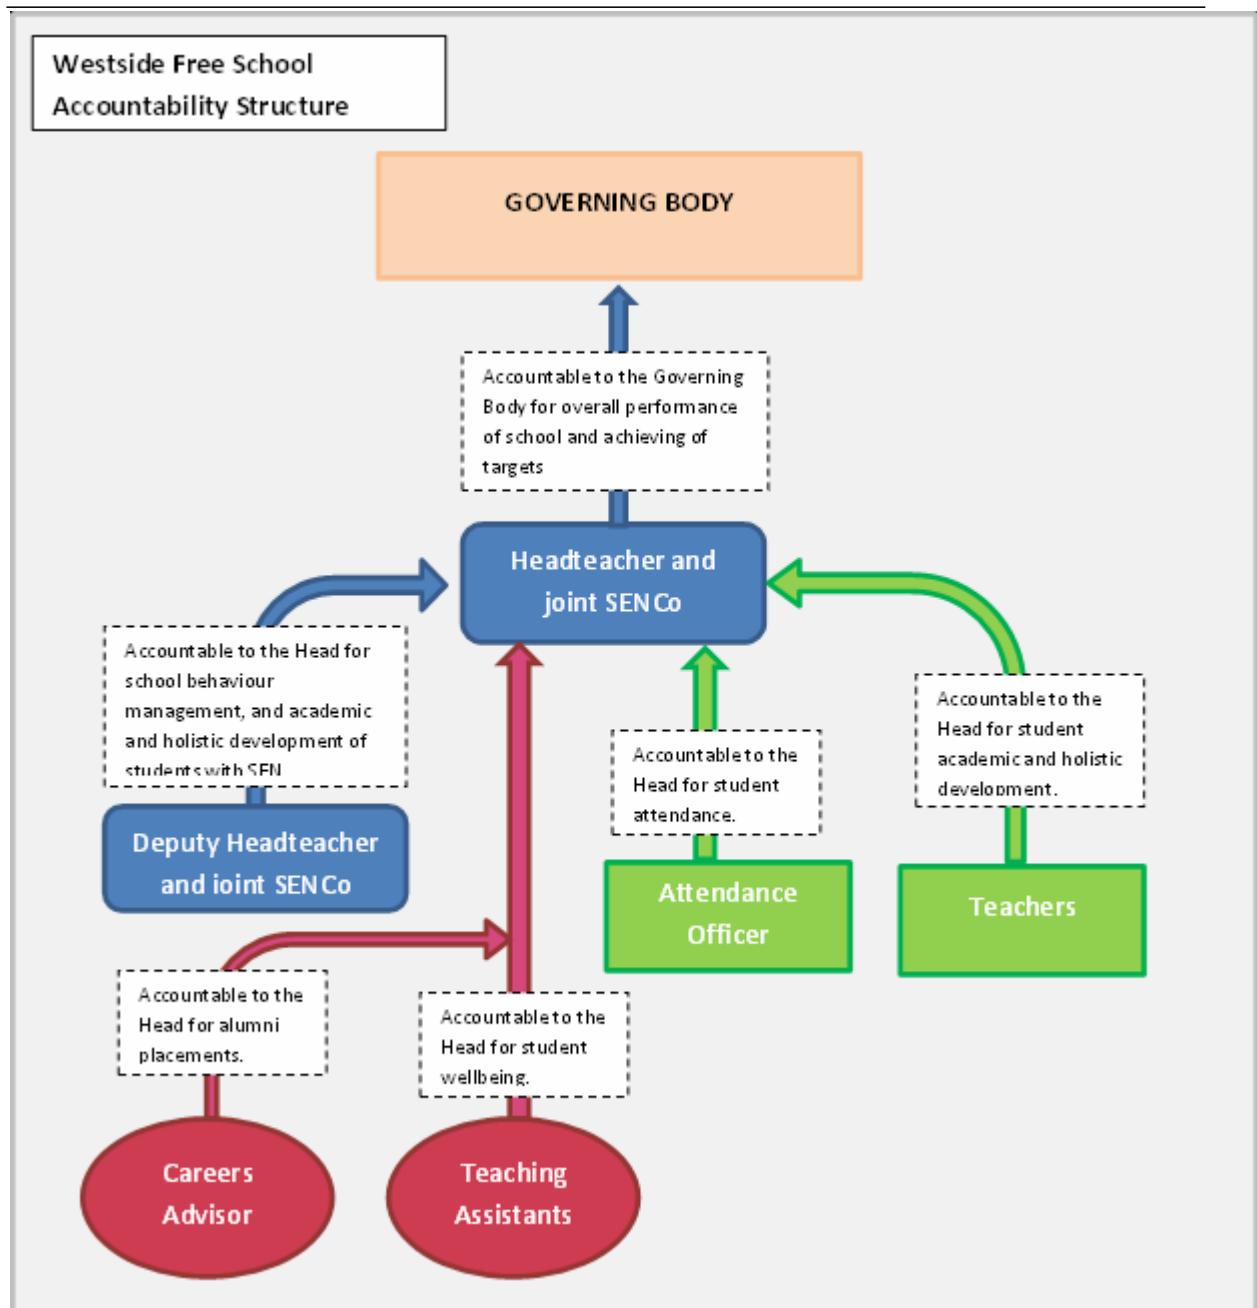 Westside Free School
Accountability Structure
GOVERNING BODY
Accountable to the Governing
Body for overall performance
of school and achieving of
targets
Headteacher and
joint SENCo
Accountable to the Head for
school behaviour
management, and academic
and holistic development of
students with SEN
Accountable to the
Head for student
academic and holistic
development.
Accountable to the
Head for student
attendance.
Deputy Headteacher
and joint SENCo
Attendance
Officer
Teachers
Accountable to the
Head for alumni
placements.
Accountable to the
Head for student
wellbeing.
Careers
Advisor
Teaching
Assistants